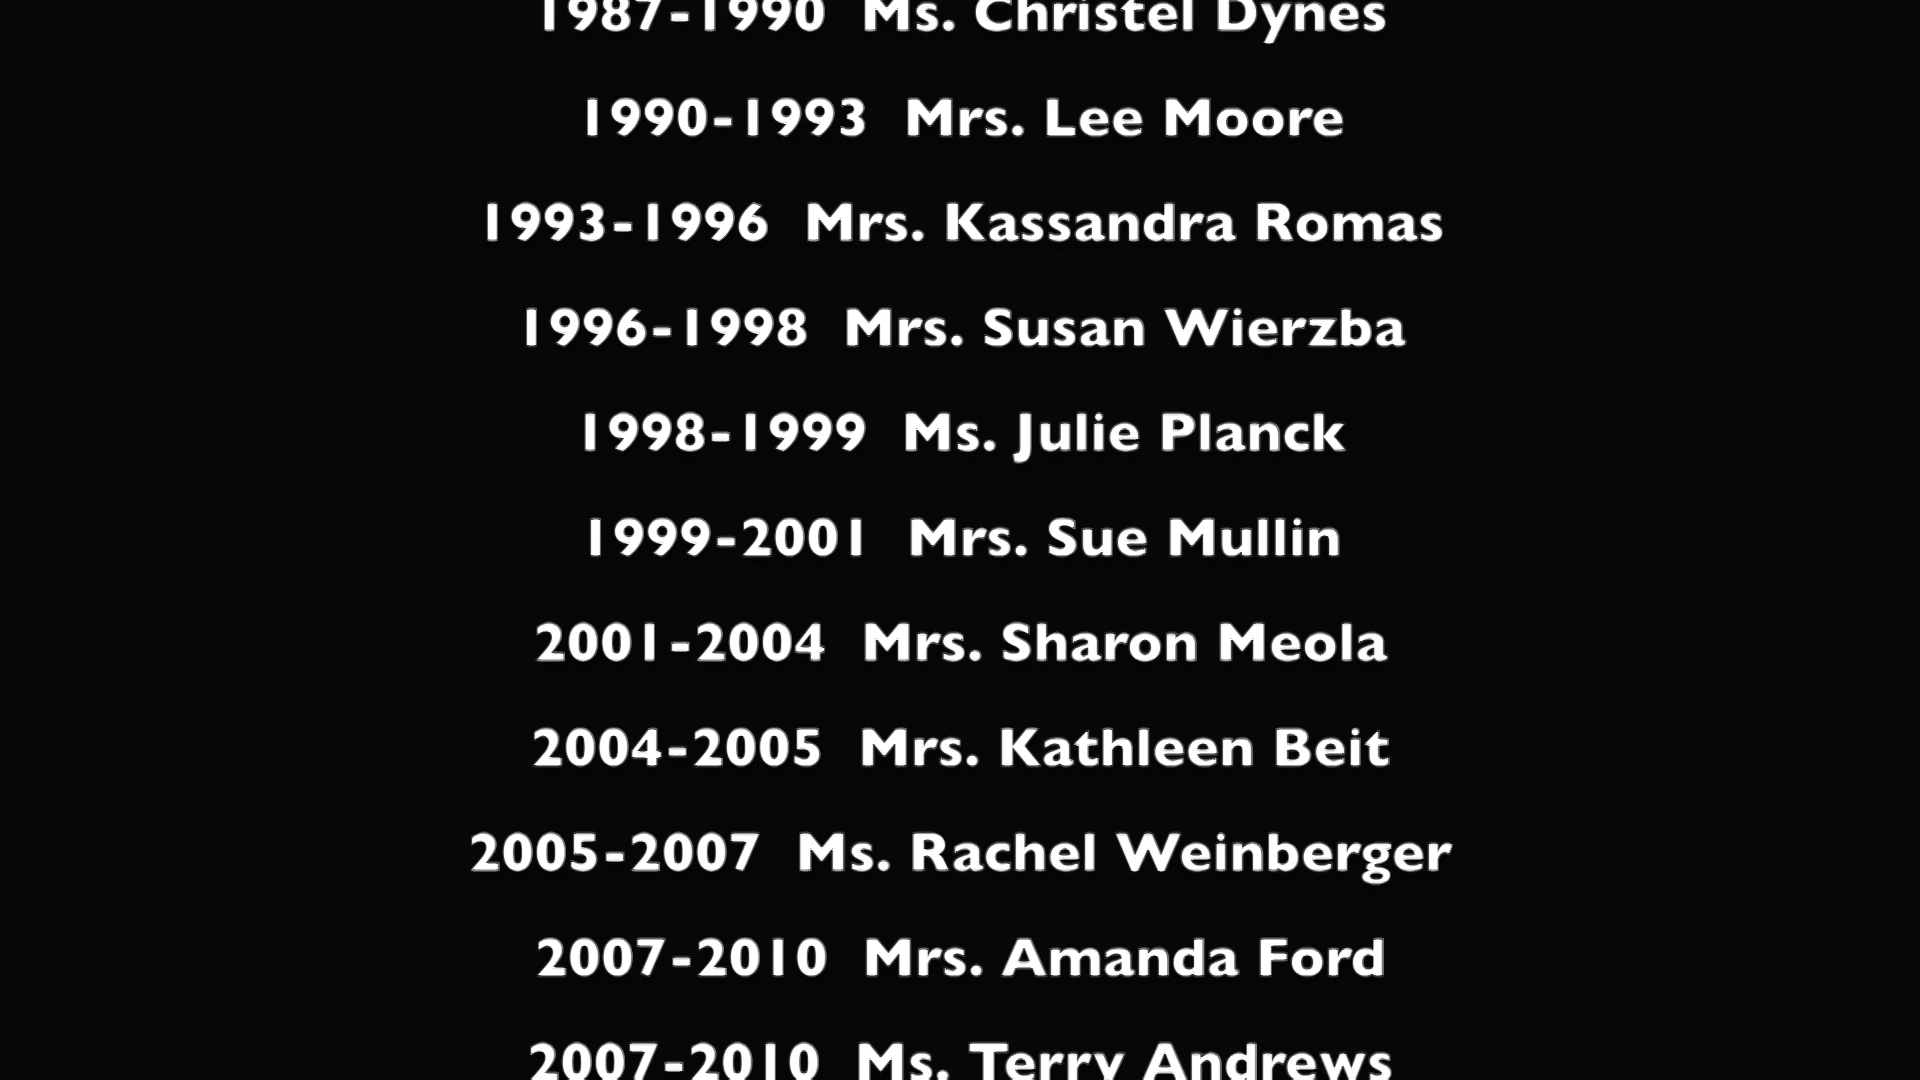 1987-1990 Ms. Christel Dynes
1990-1993 Mrs. Lee Moore
1993-1996 Mrs. Kassandra Romas
1996-1998 Mrs. Susan Wierzba
1998-1999 Ms. Julie Planck
1999-2001 Mrs. Sue Mullin
2001-2004 Mrs. Sharon Meola
2004-2005 Mrs. Kathleen Beit
2005-2007 Ms. Rachel Weinberger
2007-2010 Mrs. Amanda Ford
2007-2010 Ms. Terry Andrews